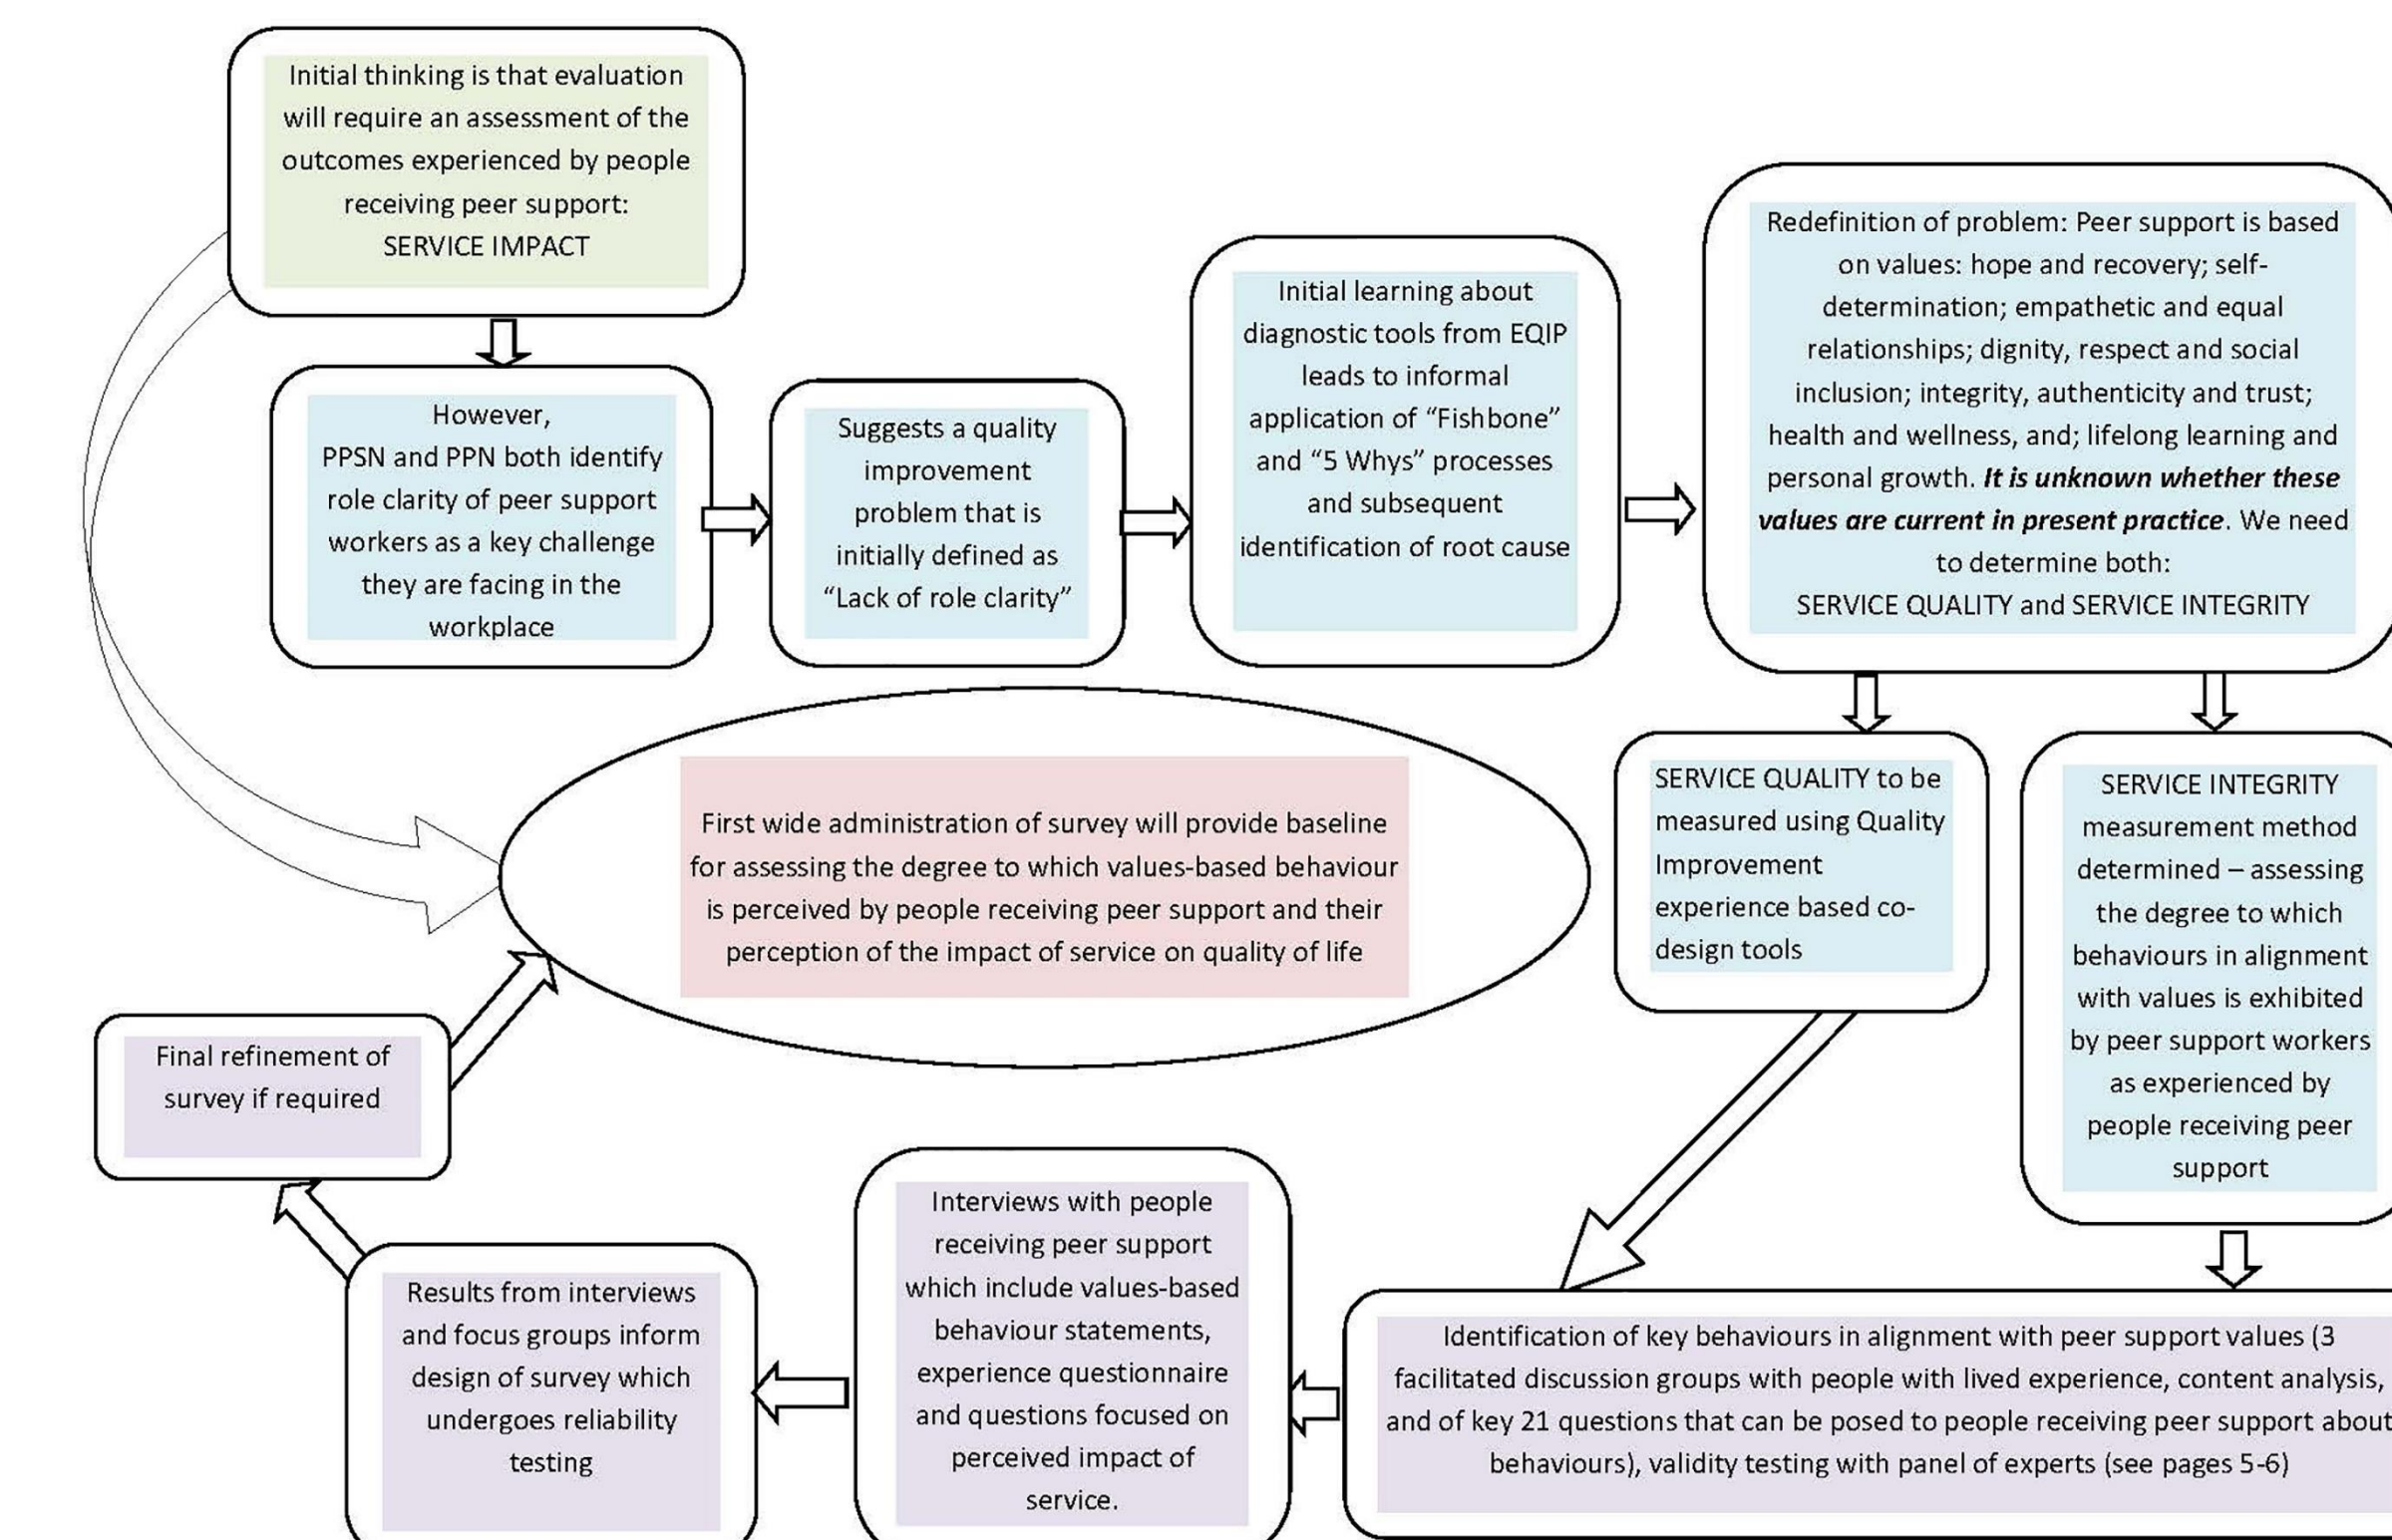 Initial thinking is that evaluation
will require an assessment of the
outcomes experienced by people
receiving peer support:
SERVICE IMPACT
However,
PPSN and PPN both identify
role clarity of peer support
workers as a key challenge
they are facing in the
workplace
Suggests a quality
improvement
problem that is
initially defined as
“Lack of role clarity”
Initial learning about
diagnostic tools from EQIP
leads to informal
application of “Fishbone”
and “5 Whys” processes
and subsequent
identification of root cause
Redefinition of problem: Peer support is based
on values: hope and recovery; self-
determination; empathetic and equal
relationships; dignity, respect and social
inclusion; integrity, authenticity and trust;
health and wellness, and; lifelong learning and
personal growth. It is unknown whether these
values are current in present practice. We need
to determine both:
SERVICE QUALITY and SERVICE INTEGRITY
SERVICE QUALITY to be
measured using Quality
Improvement
experience based co-
design tools
SERVICE INTEGRITY
measurement method
determined – assessing
the degree to which
behaviours in alignment
with values is exhibited
by peer support workers
as experienced by
people receiving peer
support
Identification of key behaviours in alignment with peer support values (3
facilitated discussion groups with people with lived experience, content analysis,
and of key 21 questions that can be posed to people receiving peer support about
behaviours), validity testing with panel of experts (see pages 5-6)
Interviews with people
receiving peer support
which include values-based
behaviour statements,
experience questionnaire
and questions focused on
perceived impact of
service.
Results from interviews
and focus groups inform
design of survey which
undergoes reliability
testing
Final refinement of
survey if required
First wide administration of survey will provide baseline
for assessing the degree to which values-based behaviour
is perceived by people receiving peer support and their
perception of the impact of service on quality of life